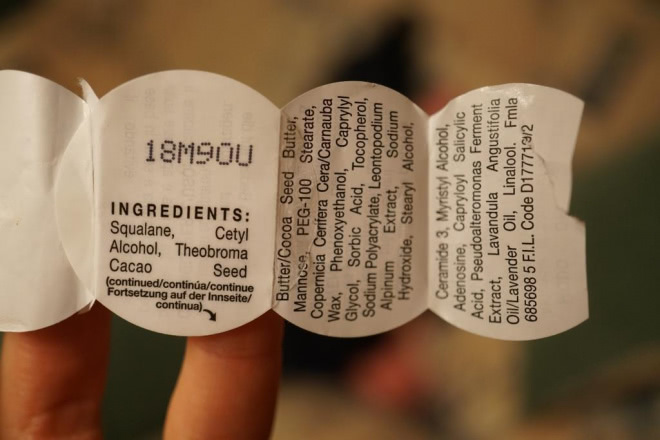 18M90U
INGREDIENTS:
Squalane, Cetyl
Alcohol, Theobroma
Cacao Seed
(continued/continúa/continue
Fortsetzung auf der Innseite/
continua)
Butter/Cocoa Seed Butter,
Mannose, PEG-100 Stearate,
Copernicia Cerifera Cera/Carnauba
Wax, Phenoxyethanol, Caprylyl
Glycol, Sorbic Acid, Tocopherol,
Sodium Polyacrylate, Leontopodium
Alpinum Extract, Sodium
Hydroxide, Stearyl Alcohol,
Ceramide 3, Myristyl Alcohol,
Adenosine, Capryloyl Salicylic
Acid, Pseudoalteromonas Ferment
Extract, Lavandula Angustifolia
Oil/Lavender Oil, Linalool. Fmla
685698 5 F.I.L. Code D177713/2